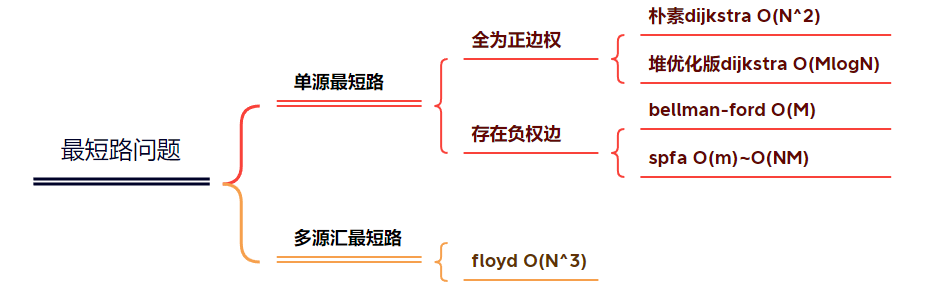 最短路问题
单源最短路
全为正边权
朴素dijkstra O(N^2)
堆优化版dijkstra O(MlogN)
存在负权边
bellman-ford O(M)
spfa O(m)~O(NM)
多源汇最短路
floyd O(N^3)